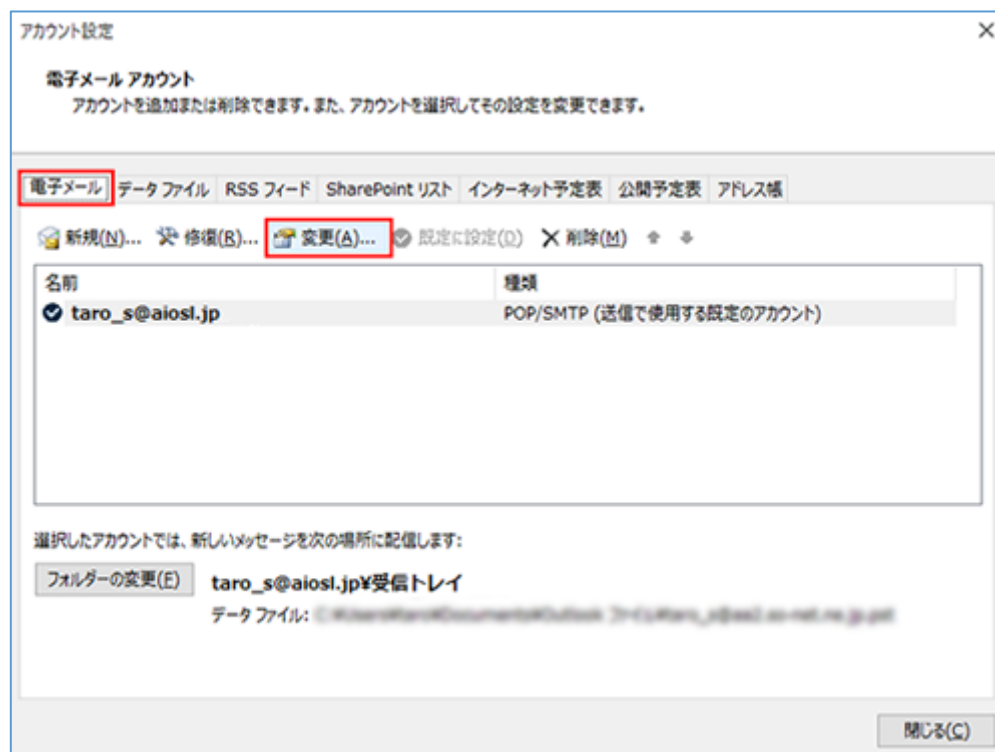 アカウント設定
電子メール アカウント
アカウントを追加または削除できます。また、アカウントを選択してその設定を変更できます。
電子メール データ ファイル RSS フィード SharePoint リスト インターネット予定表 公開予定表 アドレス帳
新規(N)... 修復(R)... 変更(A)... 既定に設定(D) 削除(M)
名前 種類
taro_s@aiosl.jp POP/SMTP (送信で使用する既定のアカウント)
選択したアカウントでは、新しいメッセージを次の場所に配信します:
フォルダーの変更(F) taro_s@aiosl.jp¥受信トレイ
データ ファイル:
閉じる(C)